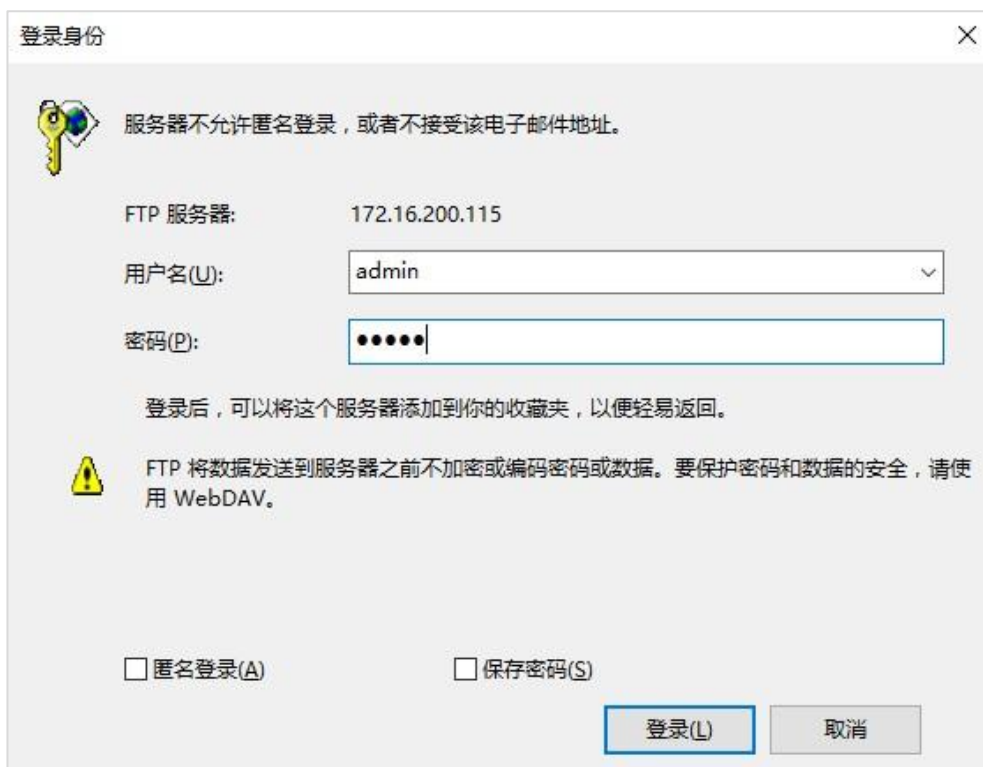 登录身份
服务器不允许匿名登录，或者不接受该电子邮件地址。
FTP 服务器: 172.16.200.115
用户名(U): admin
密码(P): •••••
登录后，可以将这个服务器添加到你的收藏夹，以便轻易返回。
FTP 将数据发送到服务器之前不加密或编码密码或数据。要保护密码和数据的安全，请使
用 WebDAV。
匿名登录(A) 保存密码(S)
登录(L) 取消